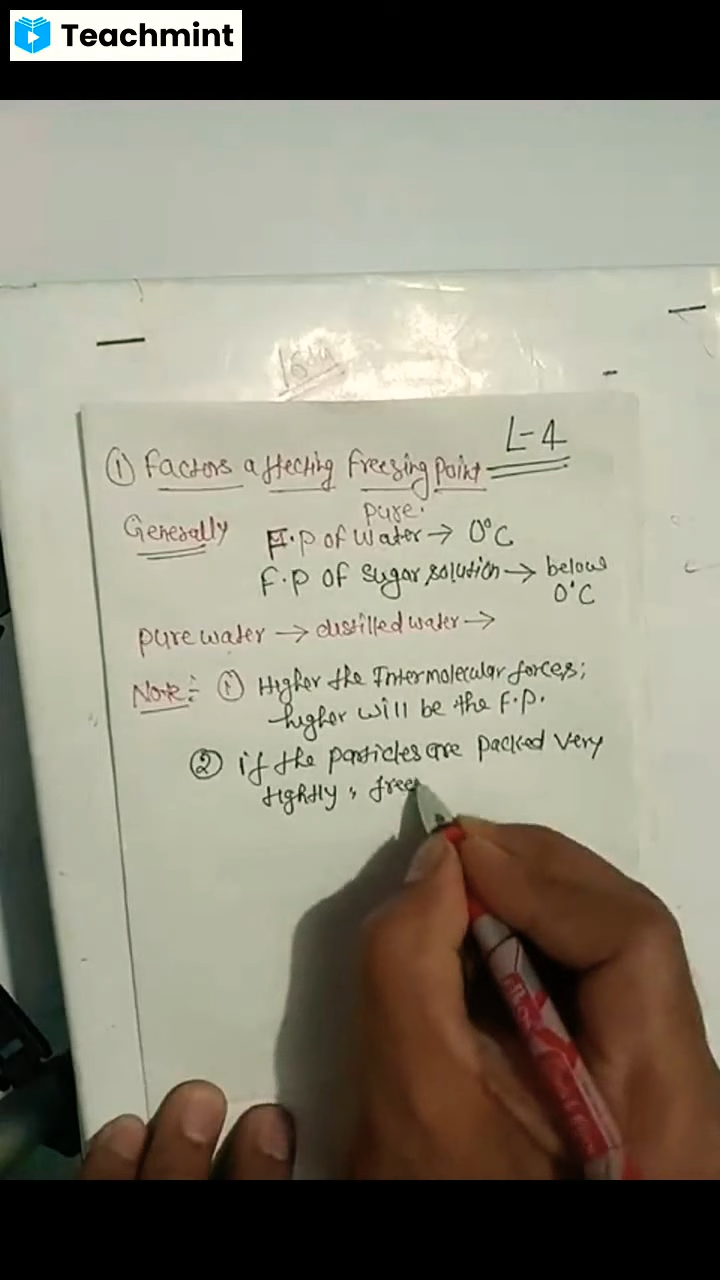 Teachmint
16th
L-4
① Factors affecting Freezing Point
pure.
Generally F.p of Water → 0°C
F.p of Sugar solution → below
0°C
pure water → distilled water →
Note:- ① Higher the Intermolecular forces;
higher will be the F.p.
② if the particles are packed very
tightly, free